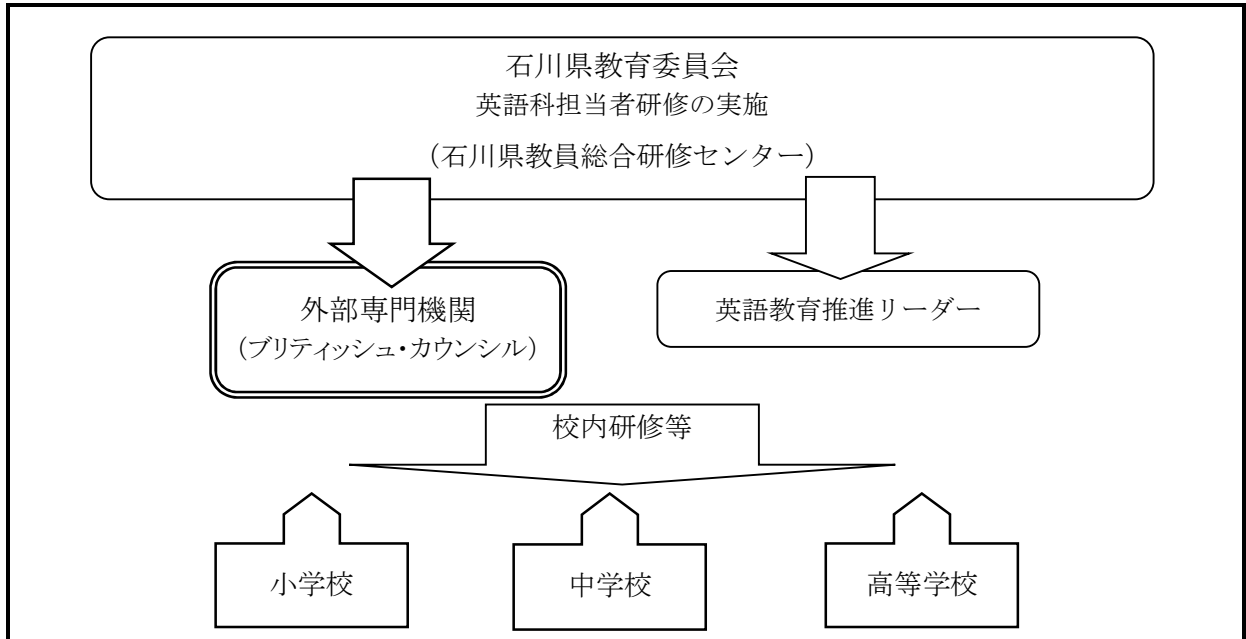 石川県教育委員会
英語科担当者研修の実施
（石川県教員総合研修センター）
外部専門機関
（ブリティッシュ・カウンシル）
英語教育推進リーダー
校内研修等
小学校
中学校
高等学校